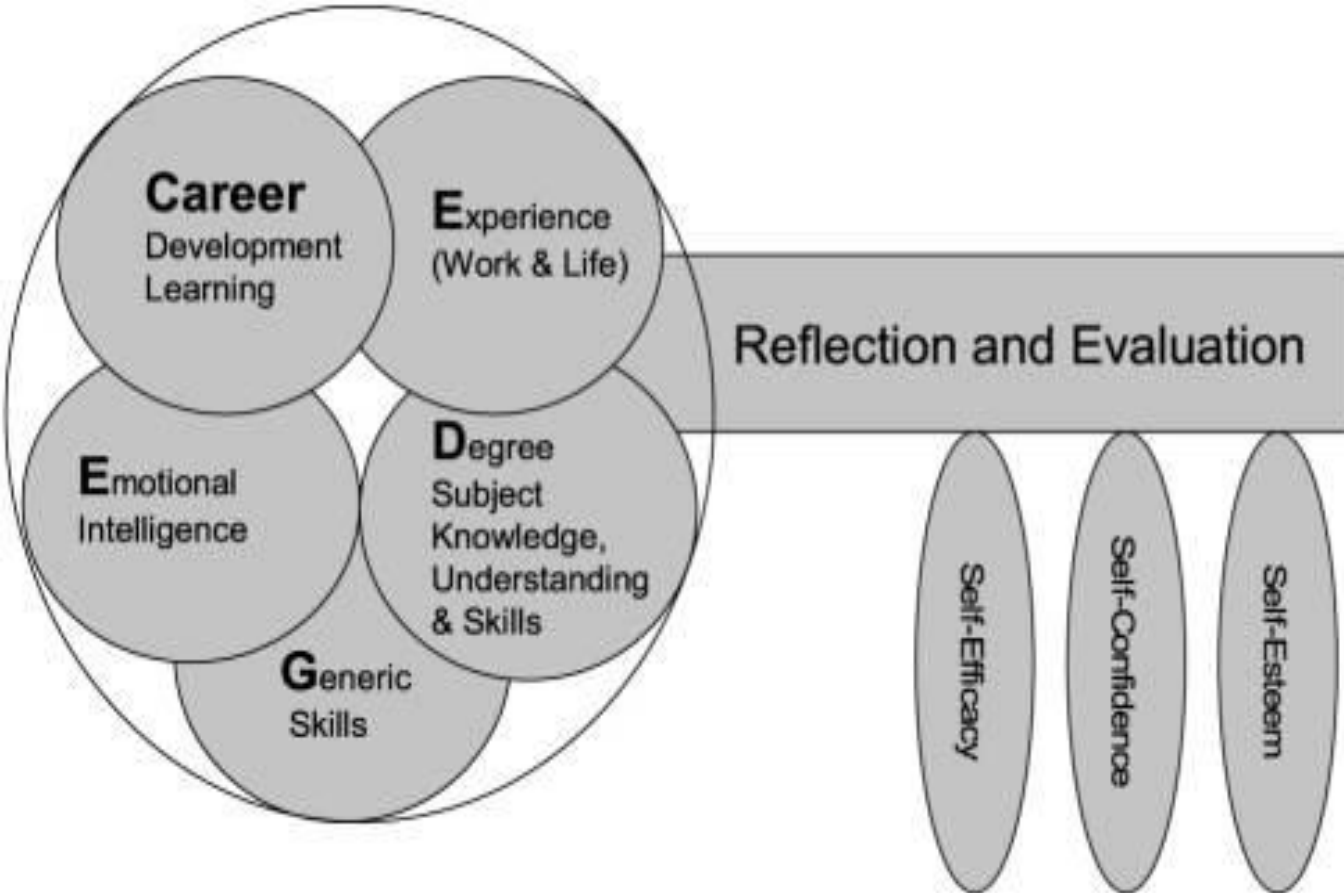 Career
Development
Learning
Experience
(Work & Life)
Reflection and Evaluation
Emotional
Intelligence
Degree
Subject
Knowledge,
Understanding
& Skills
Generic
Skills
Self-Efficacy
Self-Confidence
Self-Esteem